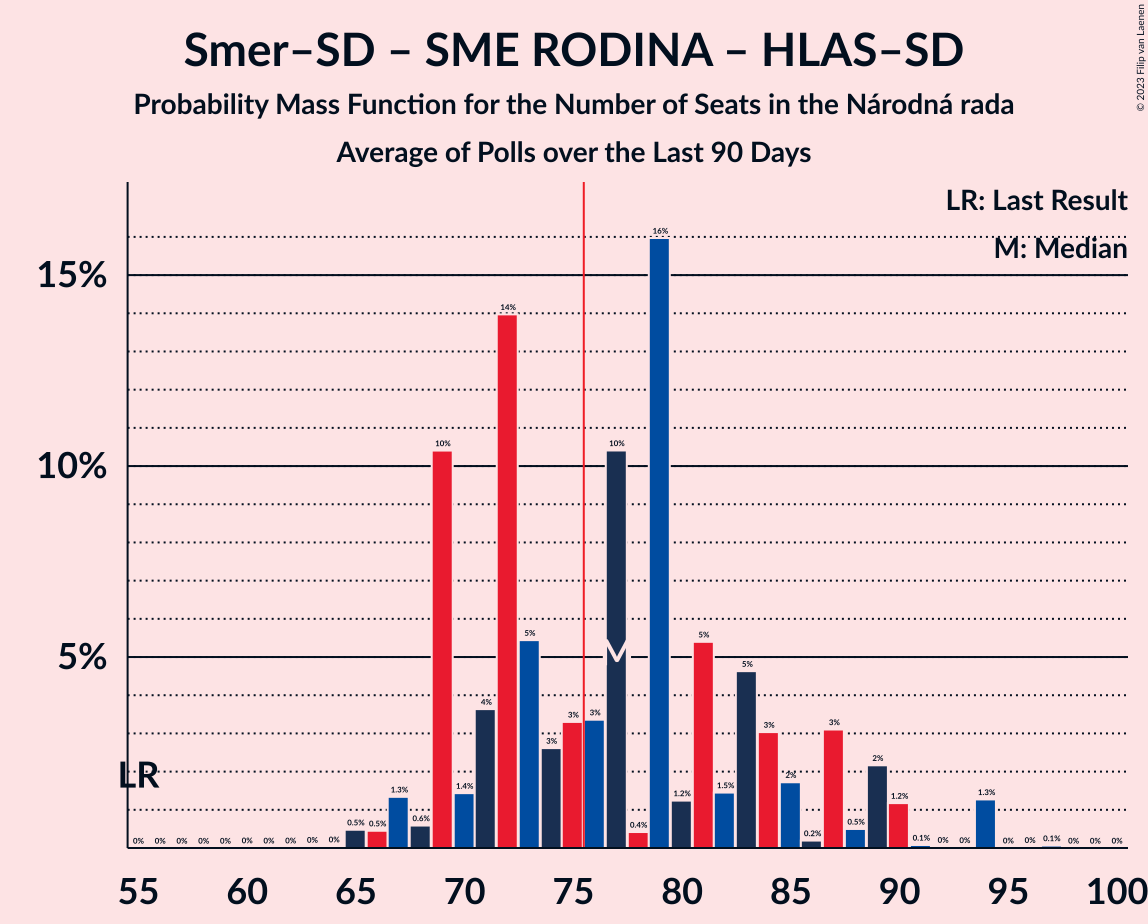 Smer–SD – SME RODINA – HLAS–SD
Probability Mass Function for the Number of Seats in the Národná rada
Average of Polls over the Last 90 Days
© 2023 Filip van Laenen
LR: Last Result
M: Median
15%
10%
5%
LR
M
0% 0% 0% 0% 0% 0% 0% 0% 0% 0% 0.5% 0.5% 1.3% 0.6% 10% 1.4% 4% 14% 5% 3% 3% 3% 10% 0.4% 16% 1.2% 5% 1.5% 5% 3% 2% 0.2% 3% 0.5% 2% 1.2% 0.1% 0% 0% 1.3% 0% 0% 0.1% 0% 0% 0%
55 60 65 70 75 80 85 90 95 100